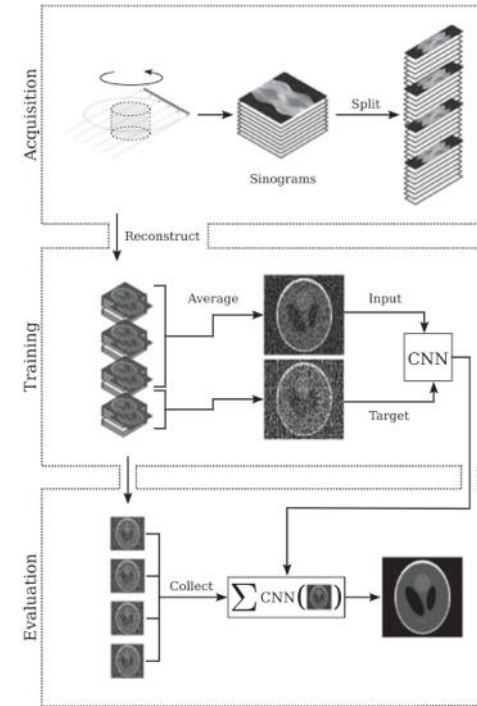 Acquisition
Split
Sinograms
Reconstruct
Training
Average
Input
CNN
Target
Evaluation
Collect
∑ CNN( )